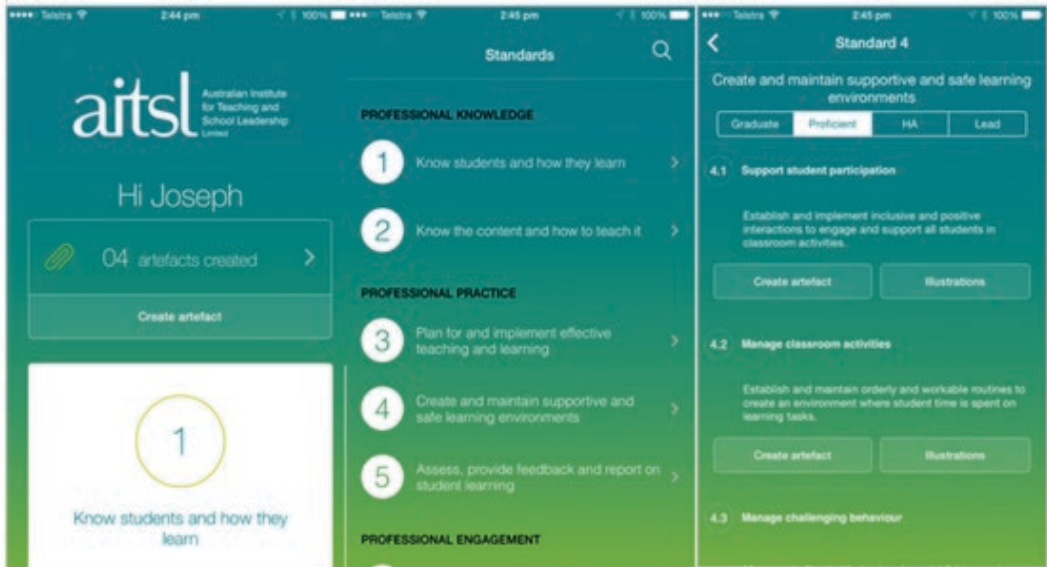 Telstra 2:44 pm 100%
aitsl
Australian Institute
for Teaching and
School Leadership
Limited
Hi Joseph
04 artefacts created
Create artefact
1
Know students and how they
learn
Telstra 2:45 pm 100%
Standards
PROFESSIONAL KNOWLEDGE
1 Know students and how they learn
2 Know the content and how to teach it
PROFESSIONAL PRACTICE
3 Plan for and implement effective
teaching and learning
4 Create and maintain supportive and
safe learning environments
5 Assess, provide feedback and report on
student learning
PROFESSIONAL ENGAGEMENT
Telstra 2:45 pm 100%
Standard 4
Create and maintain supportive and safe learning
environments
Graduate Proficient HA Lead
4.1 Support student participation
Establish and implement inclusive and positive
interactions to engage and support all students in
classroom activities.
Create artefact Illustrations
4.2 Manage classroom activities
Establish and maintain orderly and workable routines to
create an environment where student time is spent on
learning tasks.
Create artefact Illustrations
4.3 Manage challenging behaviour